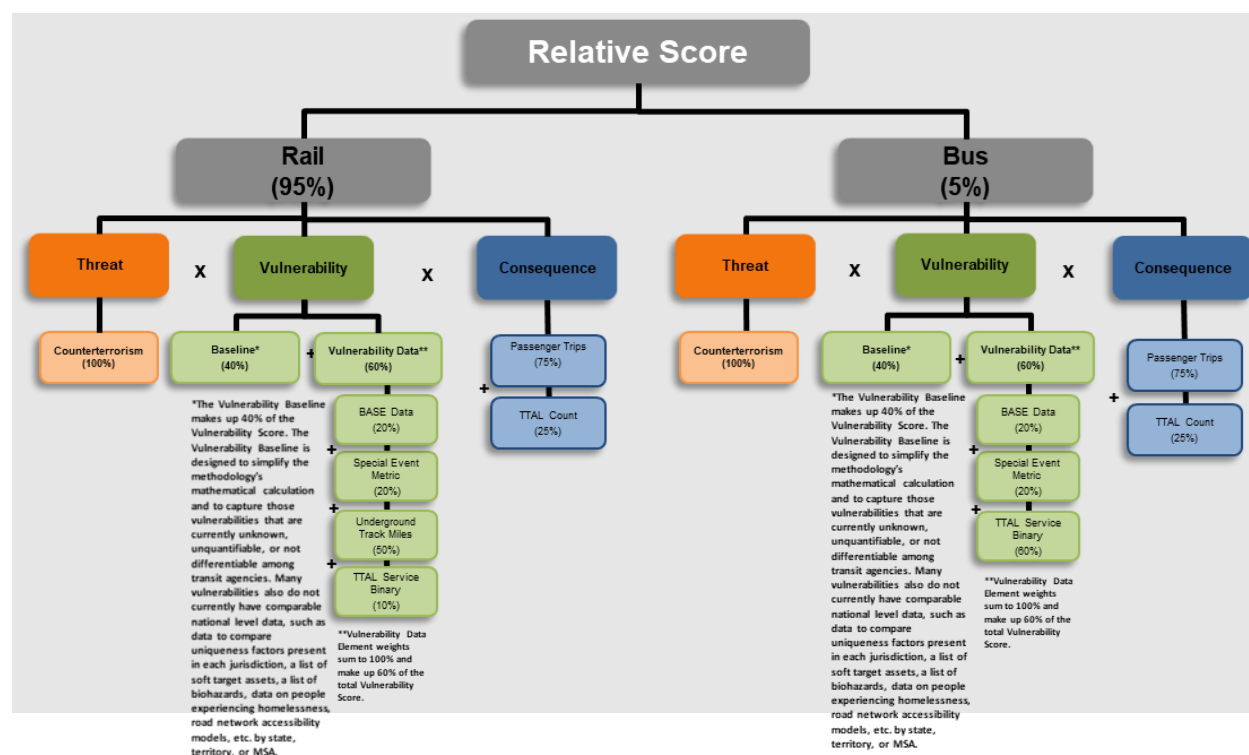 Relative Score
Rail
(95%)
Bus
(5%)
Threat
x
Vulnerability
x
Consequence
Counterterrorism
(100%)
Baseline*
(40%)
+
Vulnerability Data**
(60%)
Passenger Trips
(75%)
+
TTAL Count
(25%)
BASE Data
(20%)
+
Special Event
Metric
(20%)
+
Underground
Track Miles
(50%)
+
TTAL Service
Binary
(10%)
*The Vulnerability Baseline
makes up 40% of the
Vulnerability Score. The
Vulnerability Baseline is
designed to simplify the
methodology's
mathematical calculation
and to capture those
vulnerabilities that are
currently unknown,
unquantifiable, or not
differentiable among
transit agencies. Many
vulnerabilities also do not
currently have comparable
national level data, such as
data to compare
uniqueness factors present
in each jurisdiction, a list of
soft target assets, a list of
biohazards, data on people
experiencing homelessness,
road network accessibility
models, etc. by state,
territory, or MSA.
**Vulnerability Data
Element weights
sum to 100% and
make up 60% of the
total Vulnerability
Score.
Threat
x
Vulnerability
x
Consequence
Counterterrorism
(100%)
Baseline*
(40%)
+
Vulnerability Data**
(60%)
Passenger Trips
(75%)
+
TTAL Count
(25%)
BASE Data
(20%)
+
Special Event
Metric
(20%)
+
TTAL Service
Binary
(60%)
*The Vulnerability Baseline
makes up 40% of the
Vulnerability Score. The
Vulnerability Baseline is
designed to simplify the
methodology's
mathematical calculation
and to capture those
vulnerabilities that are
currently unknown,
unquantifiable, or not
differentiable among
transit agencies. Many
vulnerabilities also do not
currently have comparable
national level data, such as
data to compare
uniqueness factors present
in each jurisdiction, a list of
soft target assets, a list of
biohazards, data on people
experiencing homelessness,
road network accessibility
models, etc. by state,
territory, or MSA.
**Vulnerability Data
Element weights
sum to 100% and
make up 60% of the
total Vulnerability
Score.